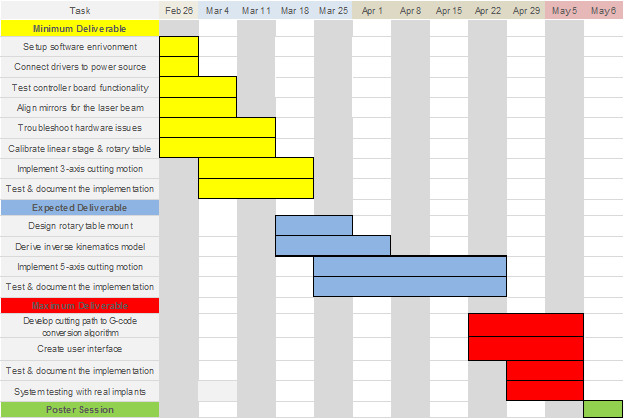 Task Feb 26 Mar 4 Mar 11 Mar 18 Mar 25 Apr 1 Apr 8 Apr 15 Apr 22 Apr 29 May 5 May 6
Minimum Deliverable
Setup software enrivonment
Connect drivers to power source
Test controller board functionality
Align mirrors for the laser beam
Troubleshoot hardware issues
Calibrate linear stage & rotary table
Implement 3-axis cutting motion
Test & document the implementation
Expected Deliverable
Design rotary table mount
Derive inverse kinematics model
Implement 5-axis cutting motion
Test & document the implementation
Maximum Deliverable
Develop cutting path to G-code
conversion algorithm
Create user interface
Test & document the implementation
System testing with real implants
Poster Session